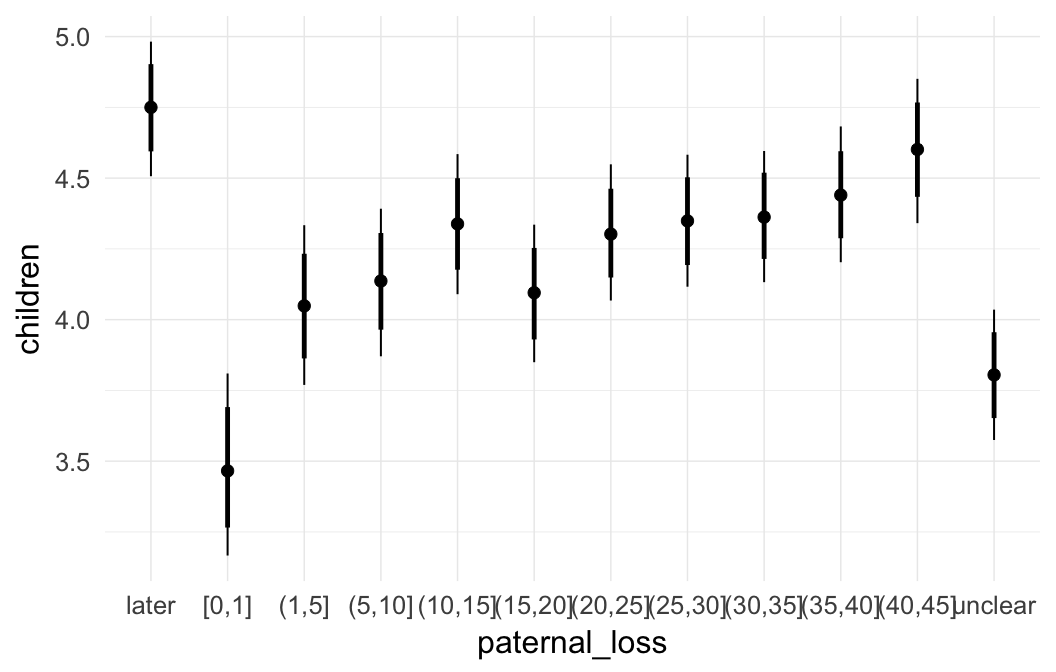 5.0
4.5
4.0
3.5
children
later [0,1] (1,5] (5,10] (10,15] (15,20] (20,25] (25,30] (30,35] (35,40] (40,45] unclear
paternal_loss